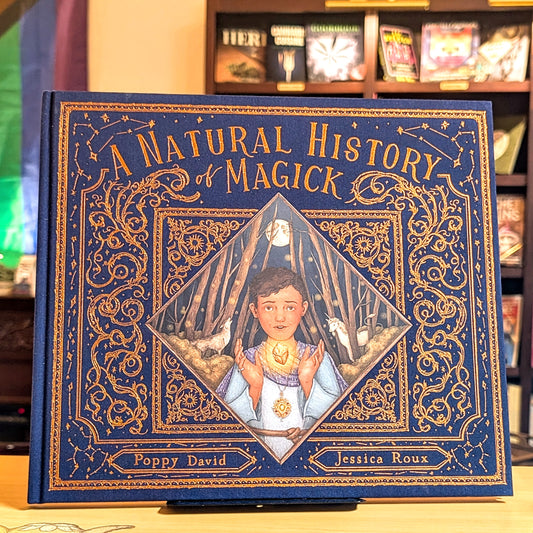 A NATURAL HISTORY
of MAGICK
Poppy David
Jessica Roux